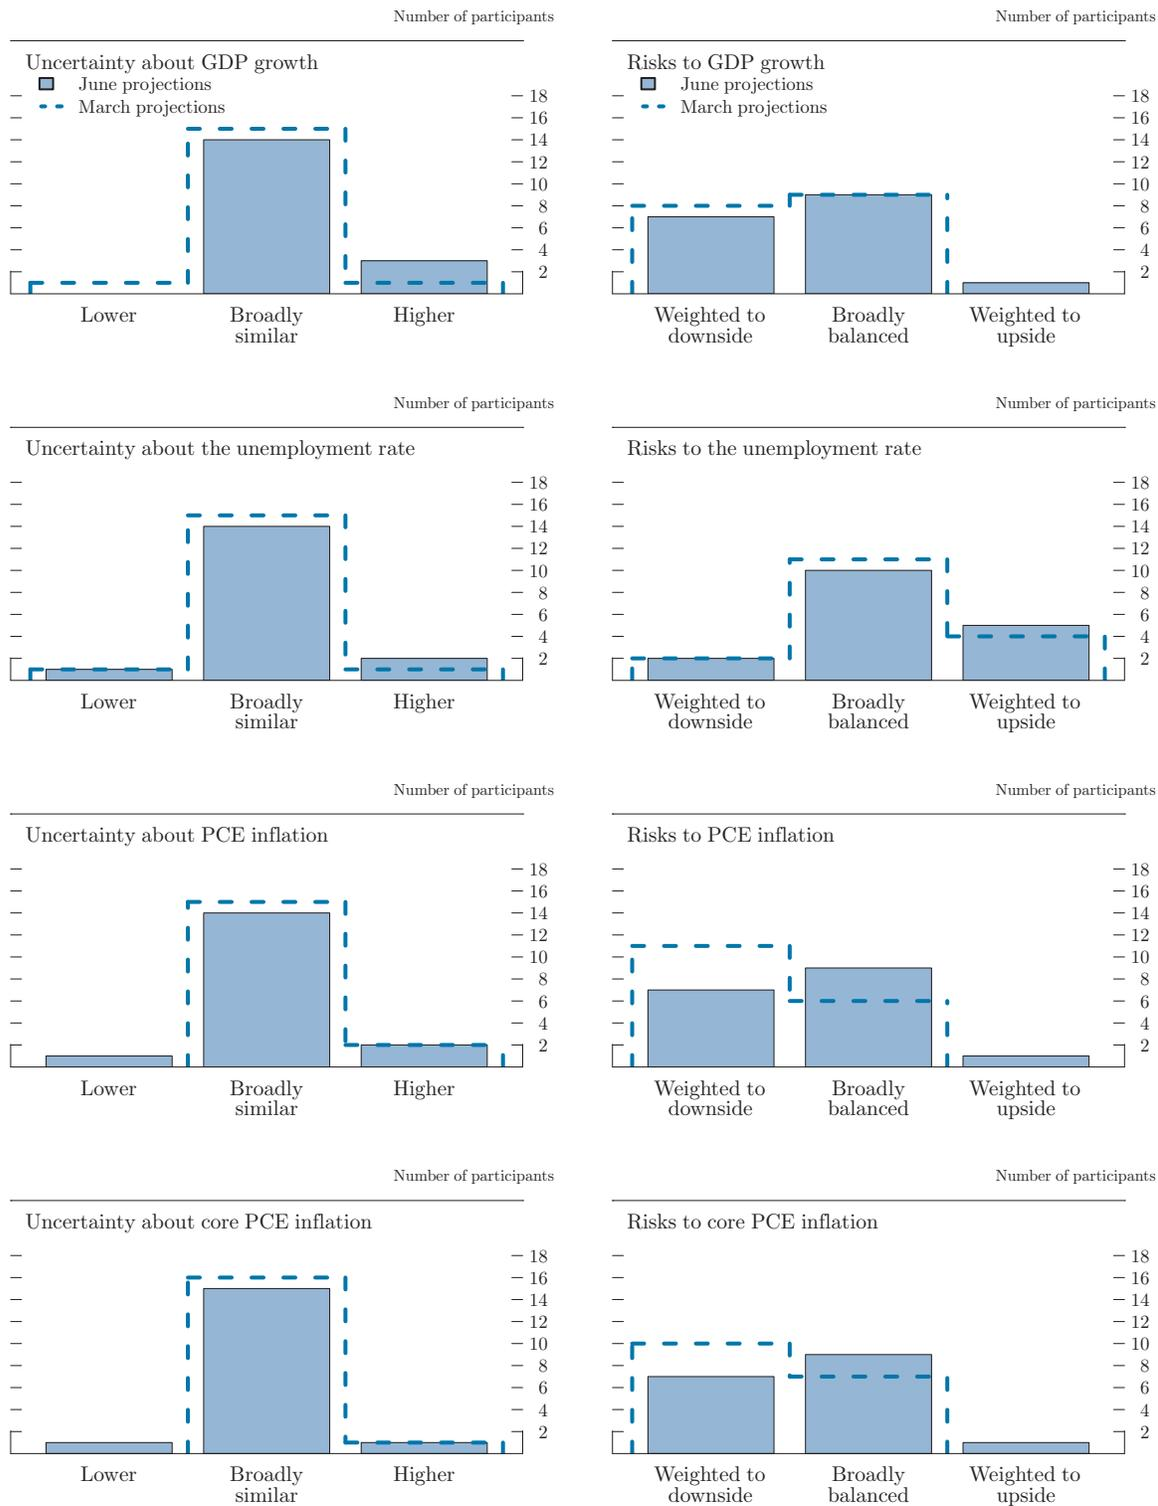 Number of participants
Uncertainty about GDP growth
June projections
March projections
18
16
14
12
10
8
6
4
2
Lower
Broadly
similar
Higher
Number of participants
Risks to GDP growth
June projections
March projections
18
16
14
12
10
8
6
4
2
Weighted to
downside
Broadly
balanced
Weighted to
upside
Number of participants
Uncertainty about the unemployment rate
18
16
14
12
10
8
6
4
2
Lower
Broadly
similar
Higher
Number of participants
Risks to the unemployment rate
18
16
14
12
10
8
6
4
2
Weighted to
downside
Broadly
balanced
Weighted to
upside
Number of participants
Uncertainty about PCE inflation
18
16
14
12
10
8
6
4
2
Lower
Broadly
similar
Higher
Number of participants
Risks to PCE inflation
18
16
14
12
10
8
6
4
2
Weighted to
downside
Broadly
balanced
Weighted to
upside
Number of participants
Uncertainty about core PCE inflation
18
16
14
12
10
8
6
4
2
Lower
Broadly
similar
Higher
Number of participants
Risks to core PCE inflation
18
16
14
12
10
8
6
4
2
Weighted to
downside
Broadly
balanced
Weighted to
upside